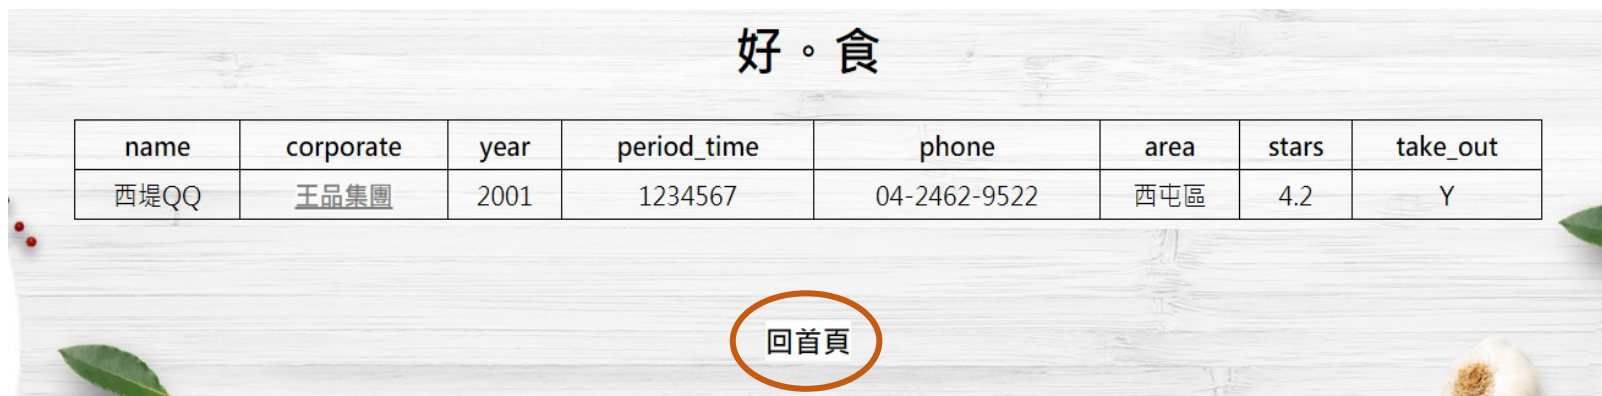 好。食
name corporate year period_time phone area stars take_out
西堤QQ 王品集團 2001 1234567 04-2462-9522 西屯區 4.2 Y
回首頁